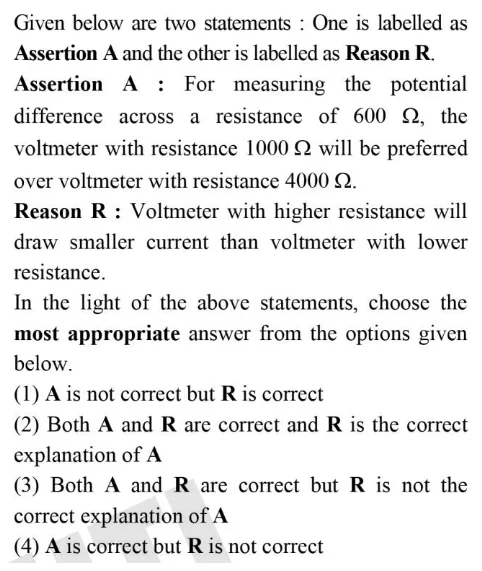 Given below are two statements : One is labelled as
Assertion A and the other is labelled as Reason R.
Assertion A : For measuring the potential
difference across a resistance of 600 Ω, the
voltmeter with resistance 1000 Ω will be preferred
over voltmeter with resistance 4000 Ω.
Reason R : Voltmeter with higher resistance will
draw smaller current than voltmeter with lower
resistance.
In the light of the above statements, choose the
most appropriate answer from the options given
below.
(1) A is not correct but R is correct
(2) Both A and R are correct and R is the correct
explanation of A
(3) Both A and R are correct but R is not the
correct explanation of A
(4) A is correct but R is not correct